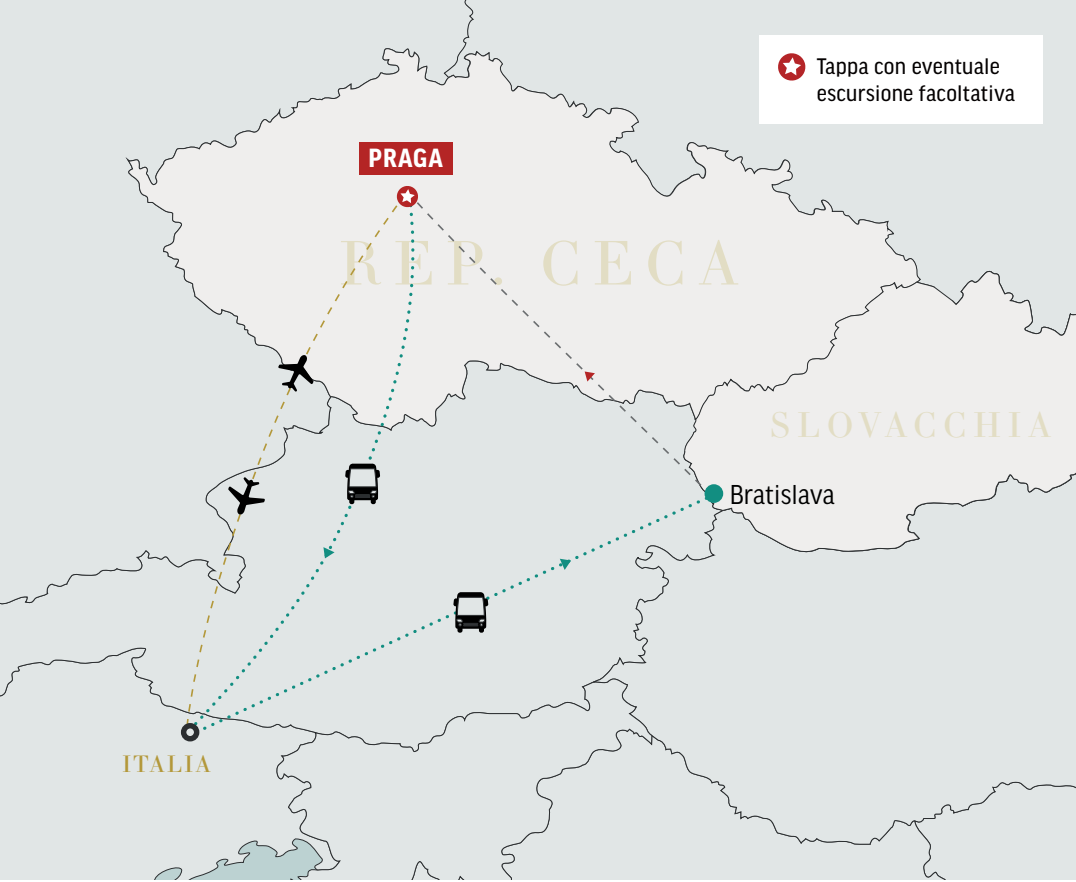 Tappa con eventuale
escursione facoltativa
PRAGA
REP. CECA
SLOVACCHIA
Bratislava
ITALIA